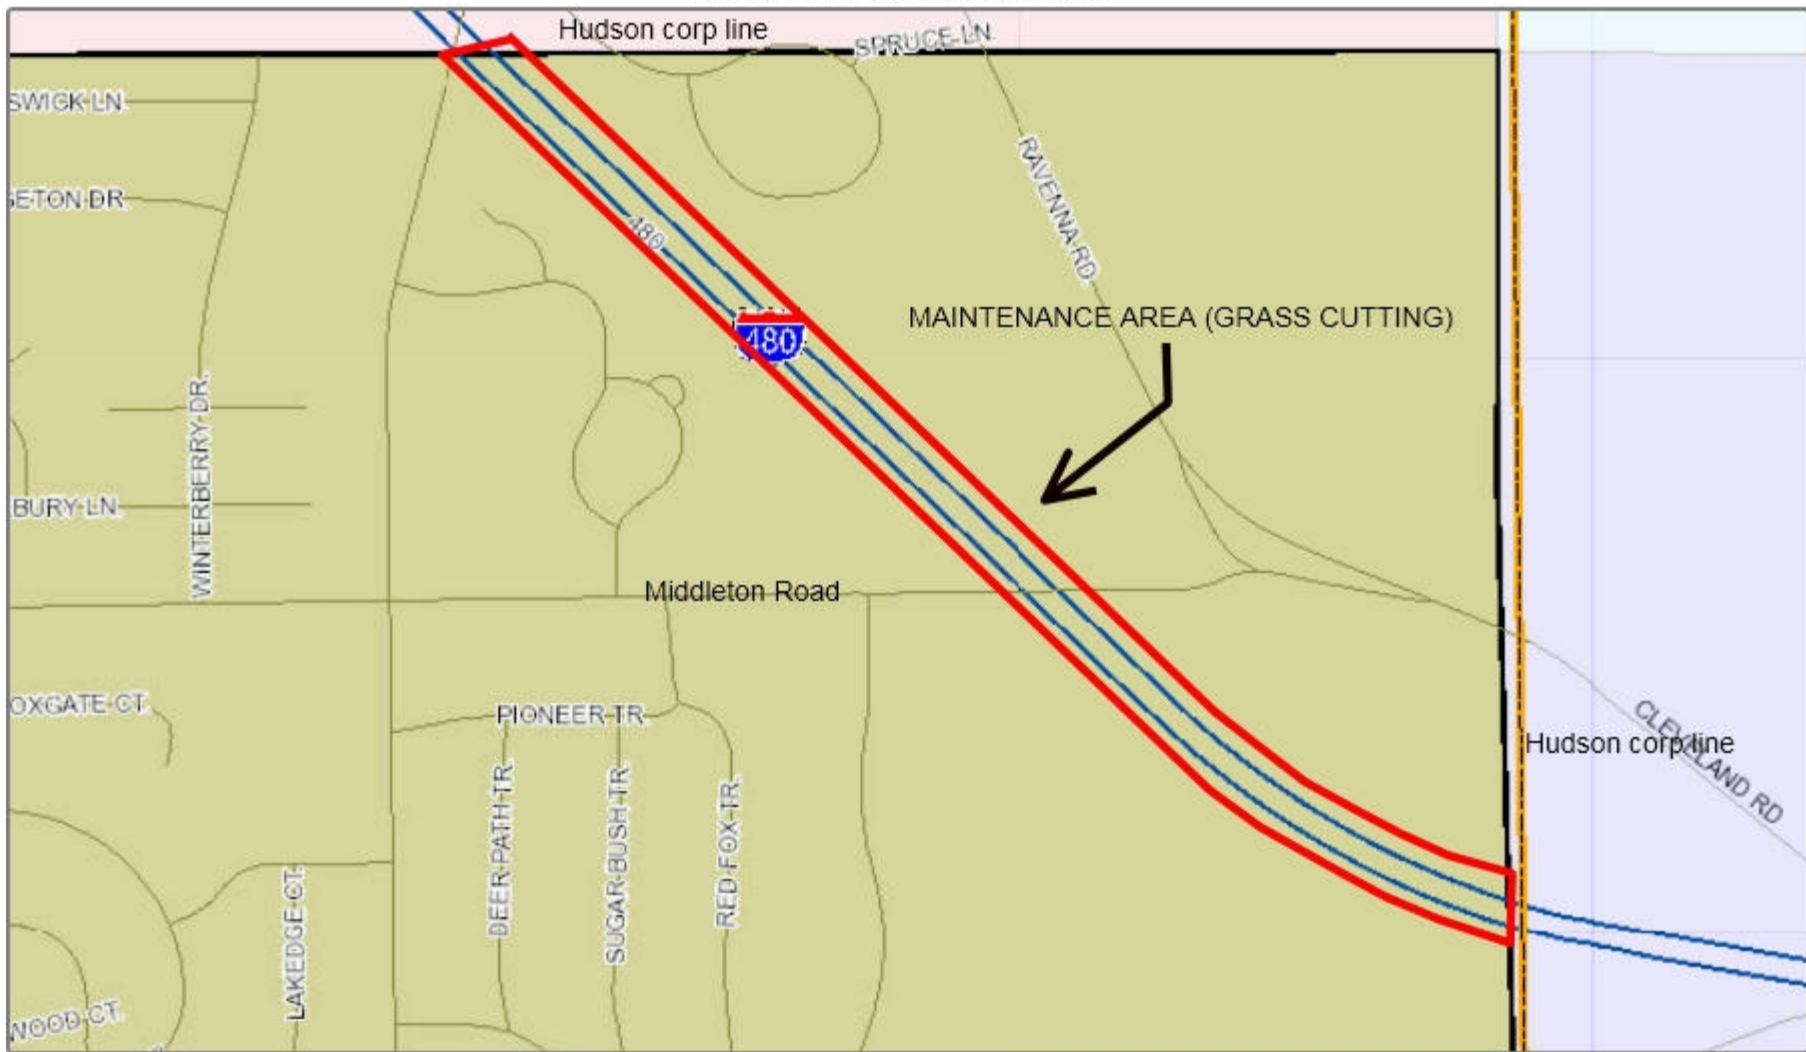 Hudson corp line
SPRUCE LN.
SWICK LN.
SETON DR.
RAVENNA RD.
480
MAINTENANCE AREA (GRASS CUTTING)
480
WINTERBERRY DR.
BURY LN.
Middleton Road
OXGATE CT.
PIONEER TR.
CLEVELAND RD
Hudson corp line
DEER PATH TR.
SUGAR BUSH TR.
RED FOX TR.
LAKEDGE CT.
WOOD CT.